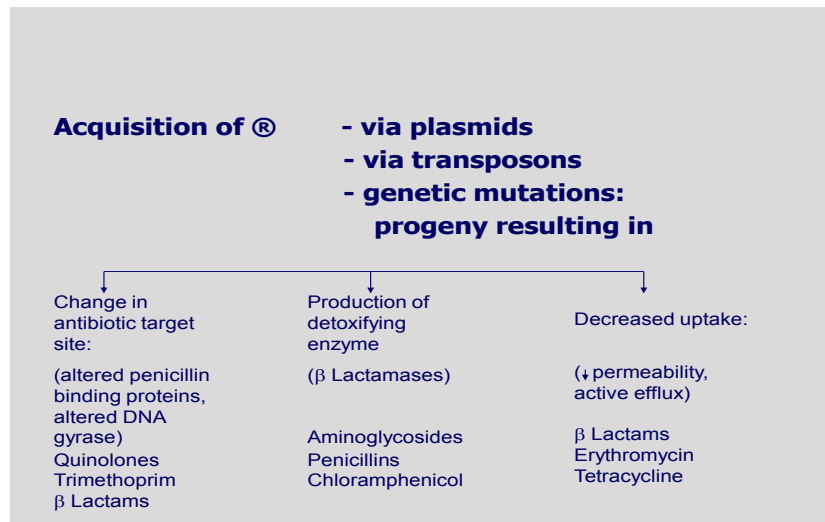 Acquisition of ® - via plasmids
- via transposons
- genetic mutations:
progeny resulting in
Change in
antibiotic target
site:
(altered penicillin
binding proteins,
altered DNA
gyrase)
Quinolones
Trimethoprim
β Lactams
Production of
detoxifying
enzyme
(β Lactamases)
Aminoglycosides
Penicillins
Chloramphenicol
Decreased uptake:
(↓permeability,
active efflux)
β Lactams
Erythromycin
Tetracycline